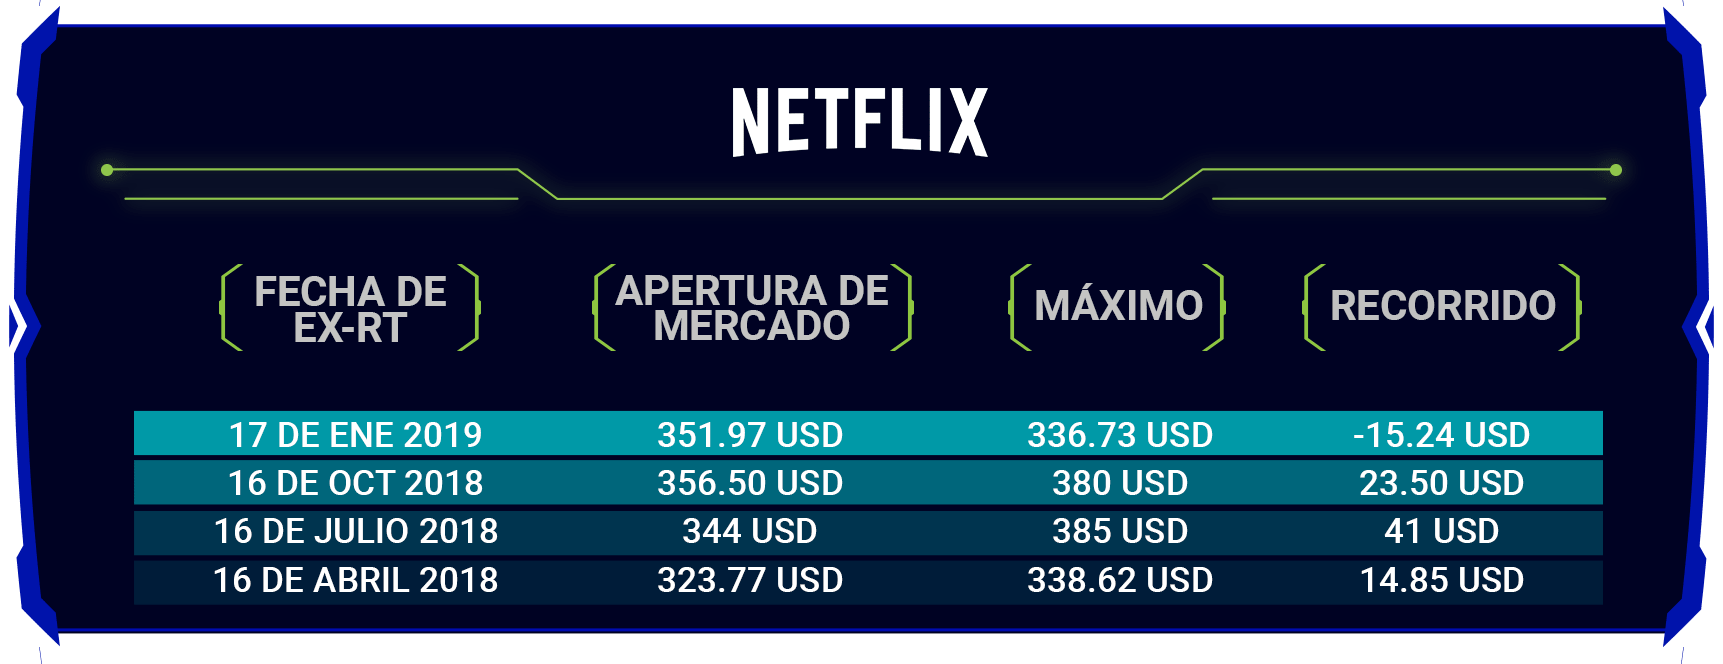 NETFLIX
FECHA DE
EX-RT
APERTURA DE
MERCADO
MÁXIMO
RECORRIDO
17 DE ENE 2019 351.97 USD 336.73 USD -15.24 USD
16 DE OCT 2018 356.50 USD 380 USD 23.50 USD
16 DE JULIO 2018 344 USD 385 USD 41 USD
16 DE ABRIL 2018 323.77 USD 338.62 USD 14.85 USD